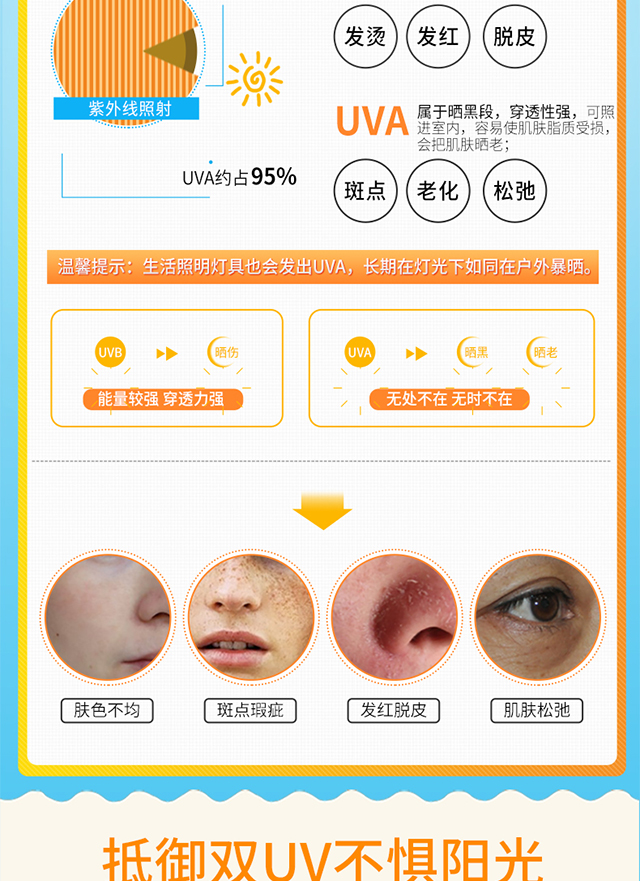 发烫 发红 脱皮
紫外线照射
UVA 属于晒黑段，穿透性强，可照
进室内，容易使肌肤脂质受损，
会把肌肤晒老；
UVA约占95%
斑点 老化 松弛
温馨提示：生活照明灯具也会发出UVA，长期在灯光下如同在户外暴晒。
UVB 晒伤
能量较强 穿透力强
UVA 晒黑 晒老
无处不在 无时不在
肤色不均 斑点瑕疵 发红脱皮 肌肤松弛
抵御双UV不惧阳光